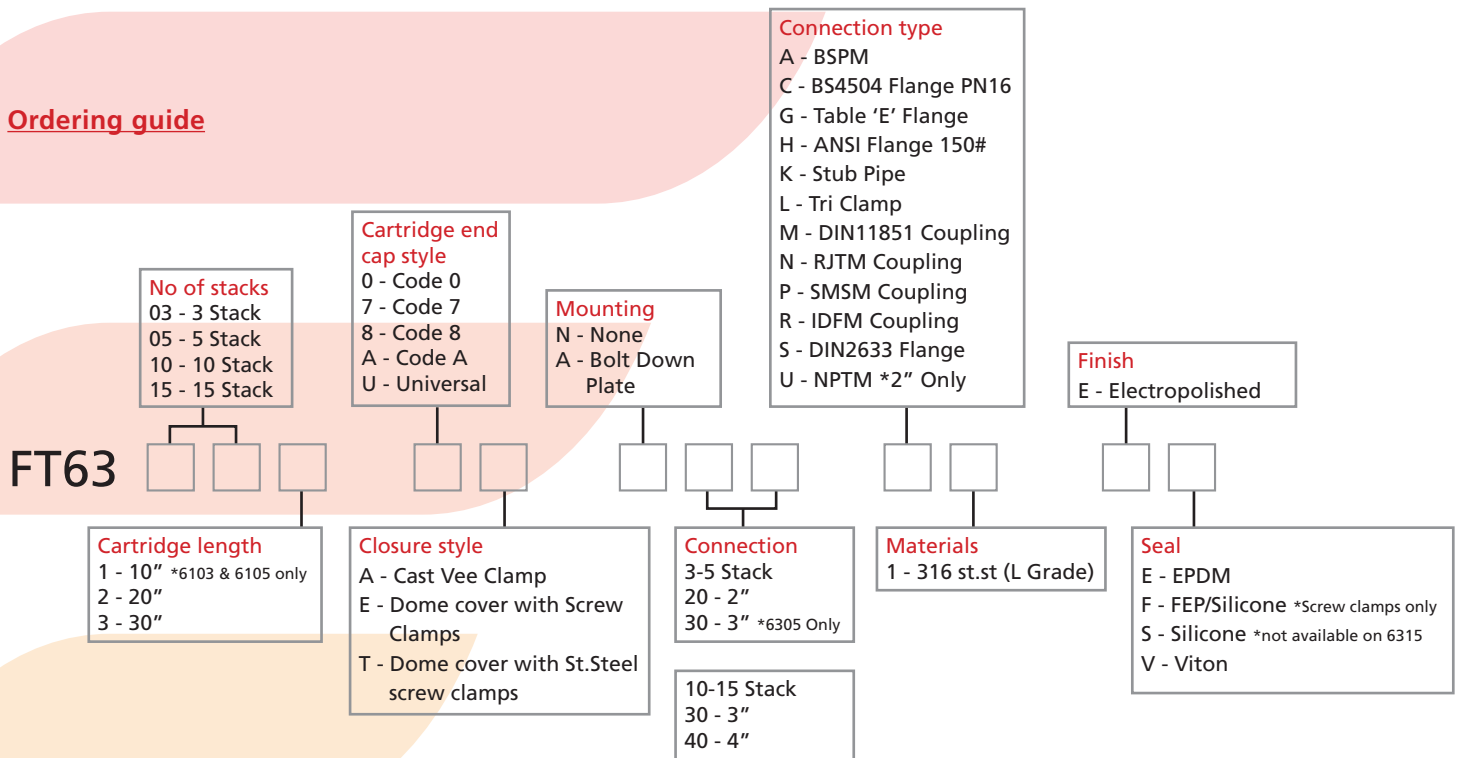 Ordering guide
Connection type
A - BSPM
C - BS4504 Flange PN16
G - Table ‘E’ Flange
H - ANSI Flange 150#
K - Stub Pipe
L - Tri Clamp
M - DIN11851 Coupling
N - RJTM Coupling
P - SMSM Coupling
R - IDFM Coupling
S - DIN2633 Flange
U - NPTM *2” Only
Cartridge end
cap style
0 - Code 0
7 - Code 7
8 - Code 8
A - Code A
U - Universal
No of stacks
03 - 3 Stack
05 - 5 Stack
10 - 10 Stack
15 - 15 Stack
Mounting
N - None
A - Bolt Down
Plate
Finish
E - Electropolished
FT63
Cartridge length
1 - 10” *6103 & 6105 only
2 - 20”
3 - 30”
Closure style
A - Cast Vee Clamp
E - Dome cover with Screw
Clamps
T - Dome cover with St.Steel
screw clamps
Connection
3-5 Stack
20 - 2”
30 - 3” *6305 Only
10-15 Stack
30 - 3”
40 - 4”
Materials
1 - 316 st.st (L Grade)
Seal
E - EPDM
F - FEP/Silicone *Screw clamps only
S - Silicone *not available on 6315
V - Viton